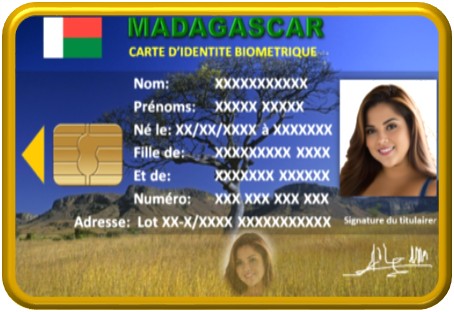 MADAGASCAR
CARTE D'IDENTITE BIOMETRIQUE
Nom: XXXXXXXXXXX
Prénoms: XXXXX XXXXX
Né le: XX/XX/XXXX à XXXXXXX
Fille de: XXXXXXXXX XXXX
Et de: XXXXXXX XXXXXX
Numéro: XXX XXX XXX XXX
Adresse: Lot XX-X/XXXX XXXXXXXXXXX
Signature du titulairer